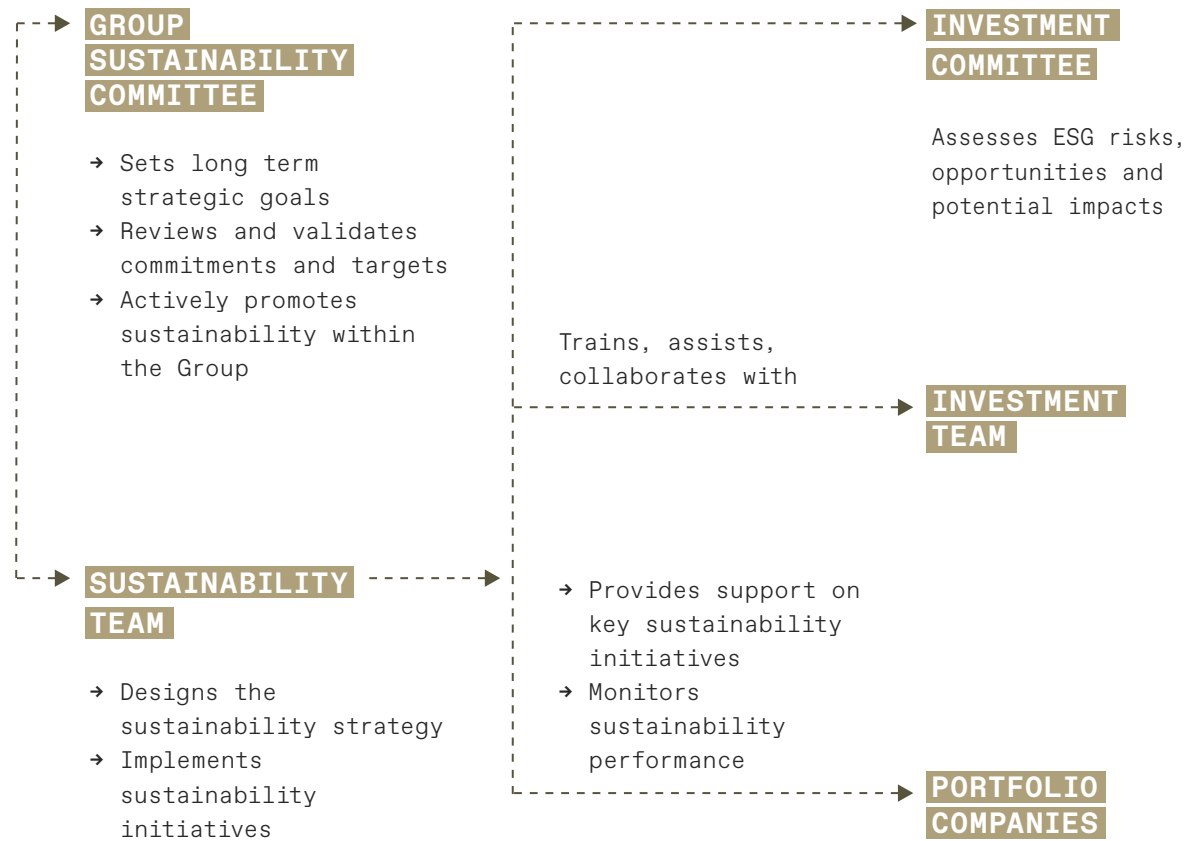 GROUP
SUSTAINABILITY
COMMITTEE
→ Sets long term
strategic goals
→ Reviews and validates
commitments and targets
→ Actively promotes
sustainability within
the Group
SUSTAINABILITY
TEAM
→ Designs the
sustainability strategy
→ Implements
sustainability
initiatives
INVESTMENT
COMMITTEE
Assesses ESG risks,
opportunities and
potential impacts
Trains, assists,
collaborates with
INVESTMENT
TEAM
→ Provides support on
key sustainability
initiatives
→ Monitors
sustainability
performance
PORTFOLIO
COMPANIES